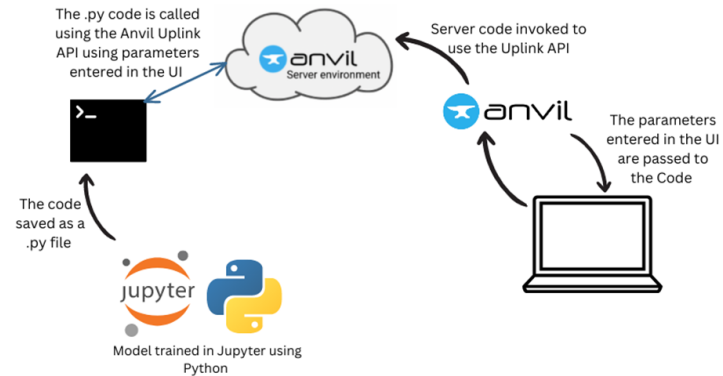 The .py code is called
using the Anvil Uplink
API using parameters
entered in the UI
anvil
Server environment
Server code invoked to
use the Uplink API
anvil
The parameters
entered in the UI
are passed to
the Code
>_
The code
saved as a
.py file
jupyter
Model trained in Jupyter using
Python